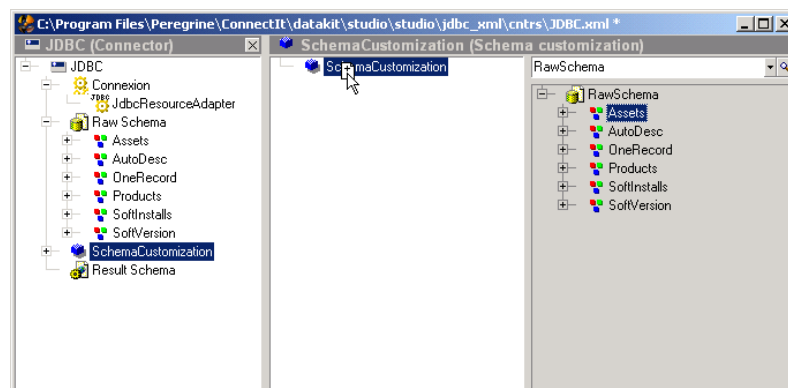 C:\Program Files\Peregrine\ConnectIt\datakit\studio\studio\jdbc_xml\cntrs\JDBC.xml *
JDBC (Connector)
JDBC
Connexion
JDBC
JdbcResourceAdapter
Raw Schema
Assets
AutoDesc
OneRecord
Products
SoftInstalls
SoftVersion
SchemaCustomization
Result Schema
SchemaCustomization (Schema customization)
SchemaCustomization
RawSchema
RawSchema
Assets
AutoDesc
OneRecord
Products
SoftInstalls
SoftVersion